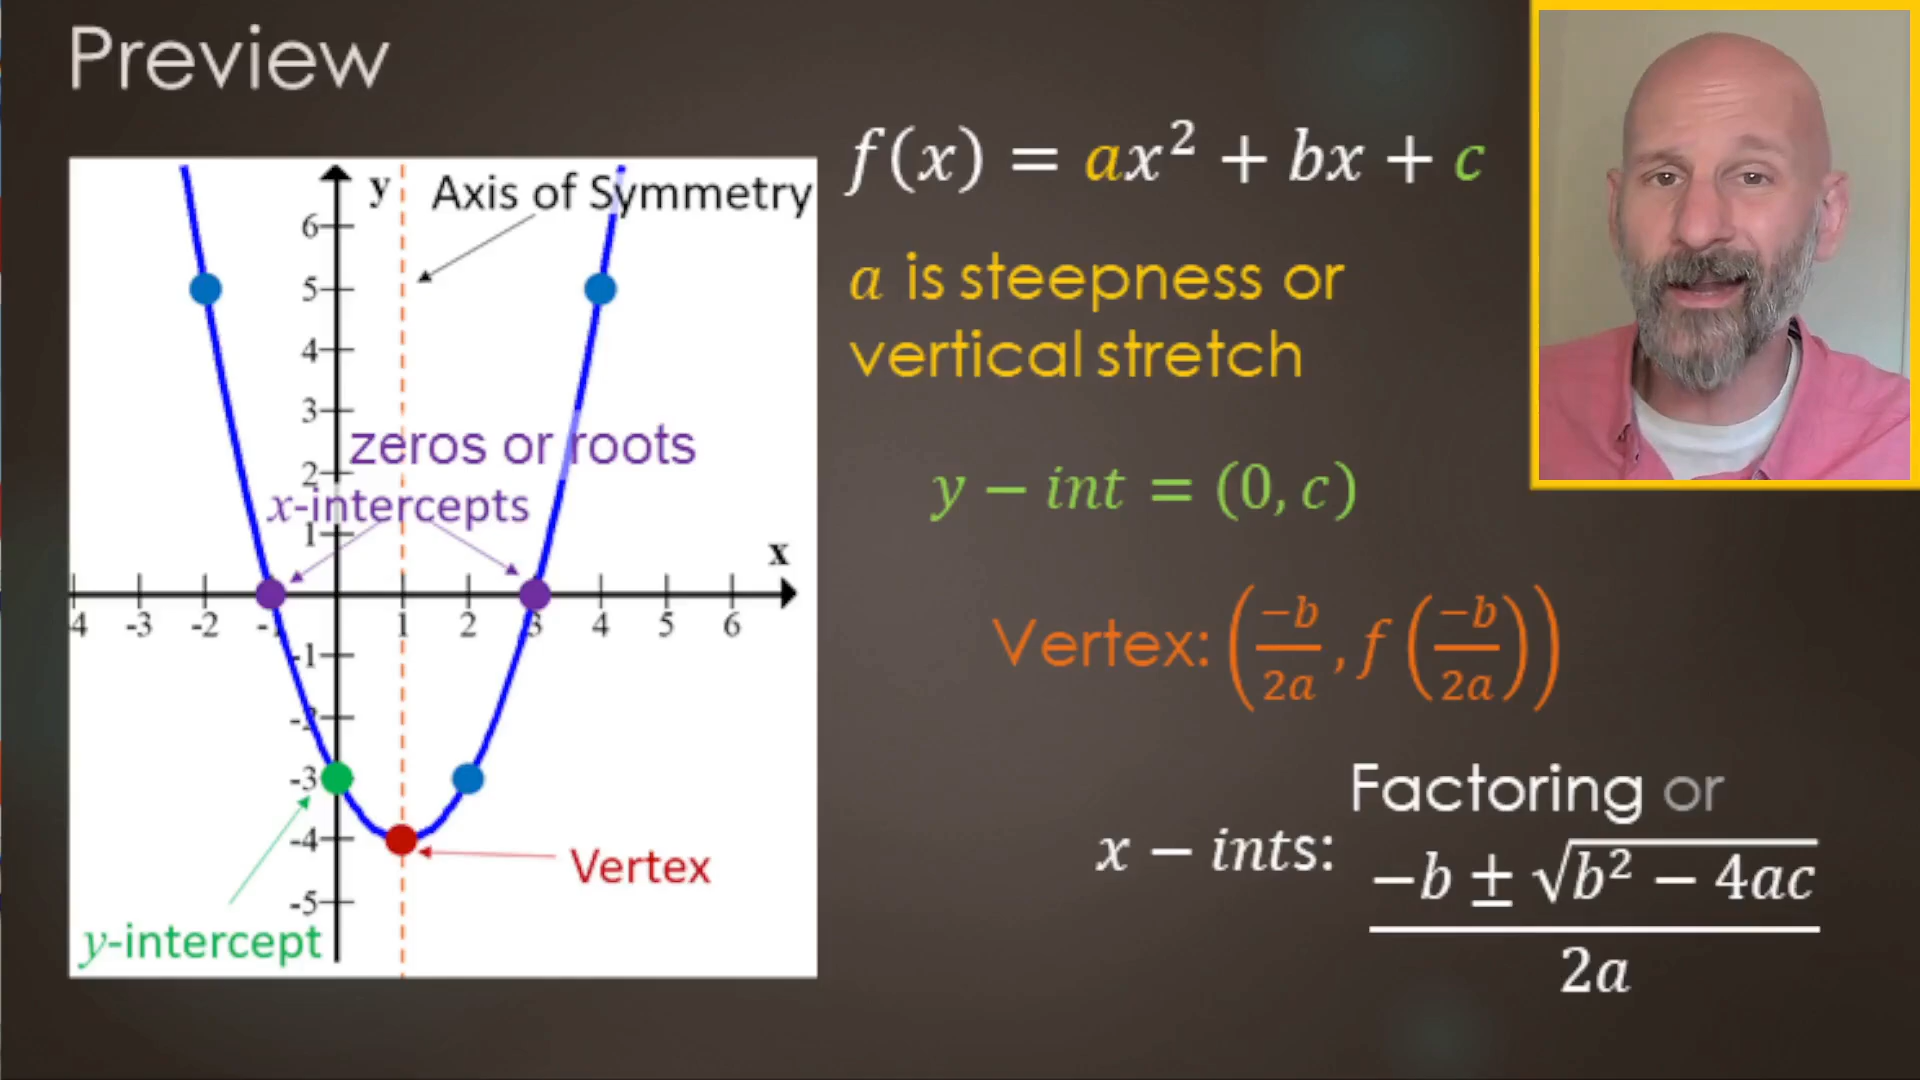 Preview
y
Axis of Symmetry
6
5
4
3
zeros or roots
2
x-intercepts
1
x
4 -3 -2 -1 1 2 3 4 5 6
-1
-2
-3
-4
Vertex
-5
y-intercept
f(x) = ax² + bx + c
a is steepness or
vertical stretch
y − int = (0, c)
Vertex: (−b/2a, f(−b/2a))
Factoring or
x − ints:
−b ± √b² − 4ac
2a